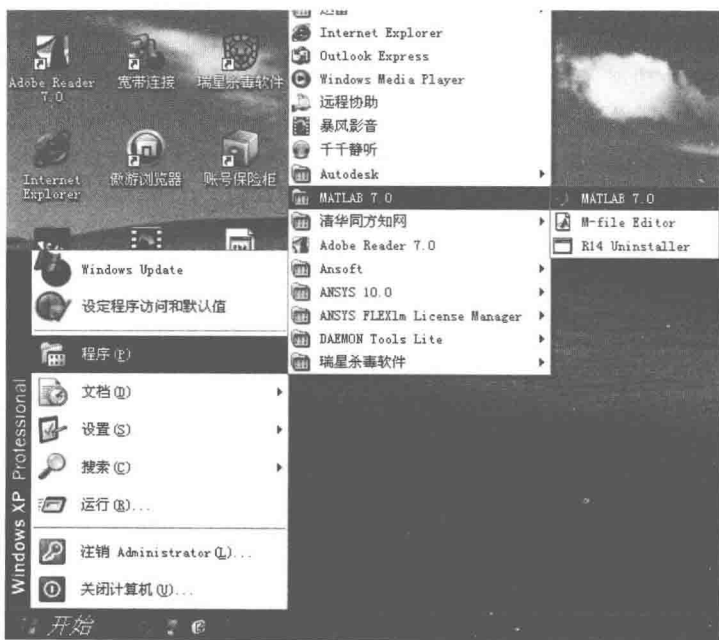 Adobe Reader 7.0
宽带连接
瑞星杀毒软件
Internet Explorer
傲游浏览器
账号保险柜
迅雷
Internet Explorer
Outlook Express
Windows Media Player
远程协助
暴风影音
千千静听
Autodesk
MATLAB 7.0
清华同方知网
Adobe Reader 7.0
Ansoft
ANSYS 10.0
ANSYS FLEXlm License Manager
DAEMON Tools Lite
瑞星杀毒软件
MATLAB 7.0
M-file Editor
R14 Uninstaller
Windows Update
设定程序访问和默认值
程序(P)
文档(D)
设置(S)
搜索(C)
运行(R)...
注销 Administrator(L)...
关闭计算机(U)...
Windows XP Professional
开始